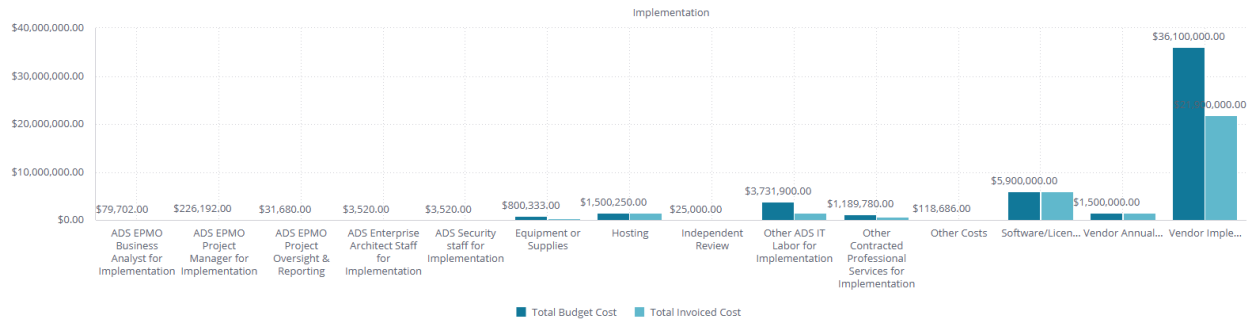 Implementation
$40,000,000.00
$30,000,000.00
$20,000,000.00
$10,000,000.00
$0.00
$79,702.00
$226,192.00
$31,680.00
$3,520.00
$3,520.00
$800,333.00
$1,500,250.00
$25,000.00
$3,731,900.00
$1,189,780.00
$118,686.00
$5,900,000.00
$1,500,000.00
$36,100,000.00
ADS EPMO
Business
Analyst for
Implementation
ADS EPMO
Project
Manager for
Implementation
ADS EPMO
Project
Oversight &
Reporting
ADS Enterprise
Architect Staff
for
Implementation
ADS Security
staff for
Implementation
Equipment or
Supplies
Hosting
Independent
Review
Other ADS IT
Labor for
Implementation
Other
Contracted
Professional
Services for
Implementation
Other Costs
Software/Licen...
Vendor Annual...
Vendor Imple...
Total Budget Cost
Total Invoiced Cost